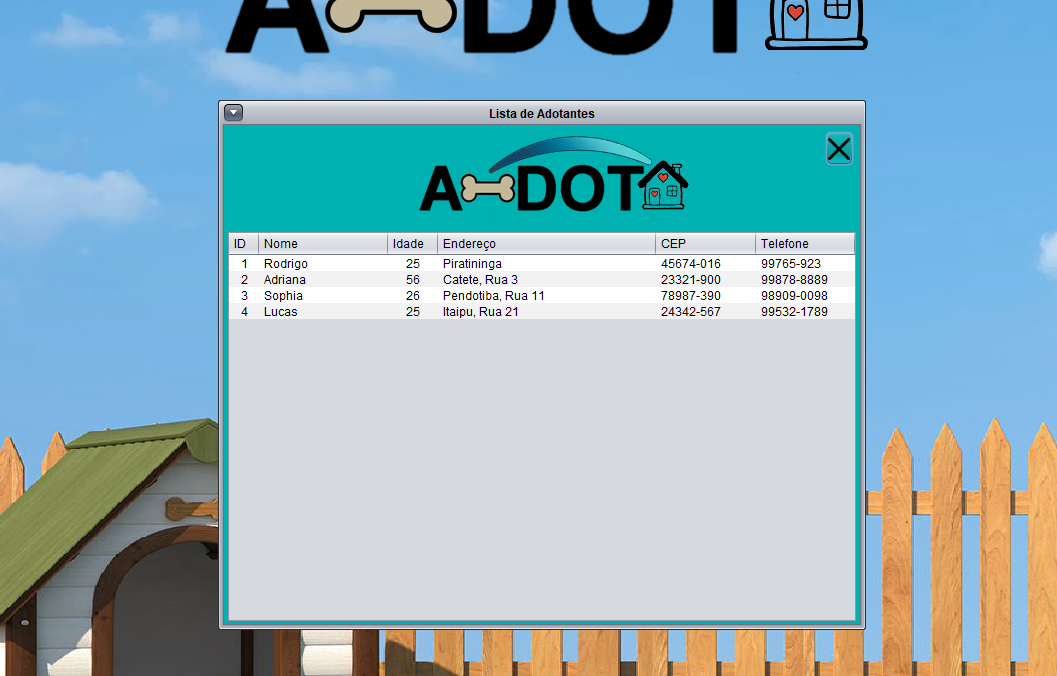 ADOT
Lista de Adotantes
ADOT
ID Nome Idade Endereço CEP Telefone
1 Rodrigo 25 Piratininga 45674-016 99765-923
2 Adriana 56 Catete, Rua 3 23321-900 99878-8889
3 Sophia 26 Pendotiba, Rua 11 78987-390 98909-0098
4 Lucas 25 Itaipu, Rua 21 24342-567 99532-1789